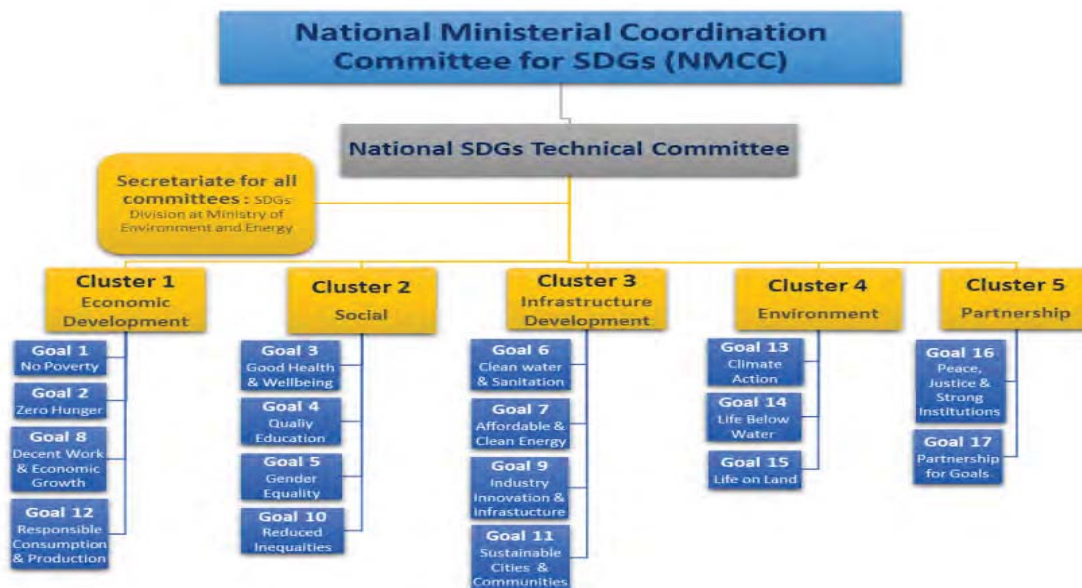 National Ministerial Coordination
Committee for SDGs (NMCC)
National SDGs Technical Committee
Secretariate for all
committees : SDGs
Division at Ministry of
Environment and Energy
Cluster 1
Economic
Development
Goal 1
No Poverty
Goal 2
Zero Hunger
Goal 8
Decent Work
& Economic
Growth
Goal 12
Responsible
Consumption
& Production
Cluster 2
Social
Goal 3
Good Health
& Wellbeing
Goal 4
Qualiy
Education
Goal 5
Gender
Equality
Goal 10
Reduced
Inequaities
Cluster 3
Infrastructure
Development
Goal 6
Clean water
& Sanitation
Goal 7
Affordable &
Clean Energy
Goal 9
Industry
Innovation &
Infrastucture
Goal 11
Sustainable
Cities &
Communities
Cluster 4
Environment
Goal 13
Climate
Action
Goal 14
Life Below
Water
Goal 15
Life on Land
Cluster 5
Partnership
Goal 16
Peace,
Justice &
Strong
Institutions
Goal 17
Partnership
for Goals